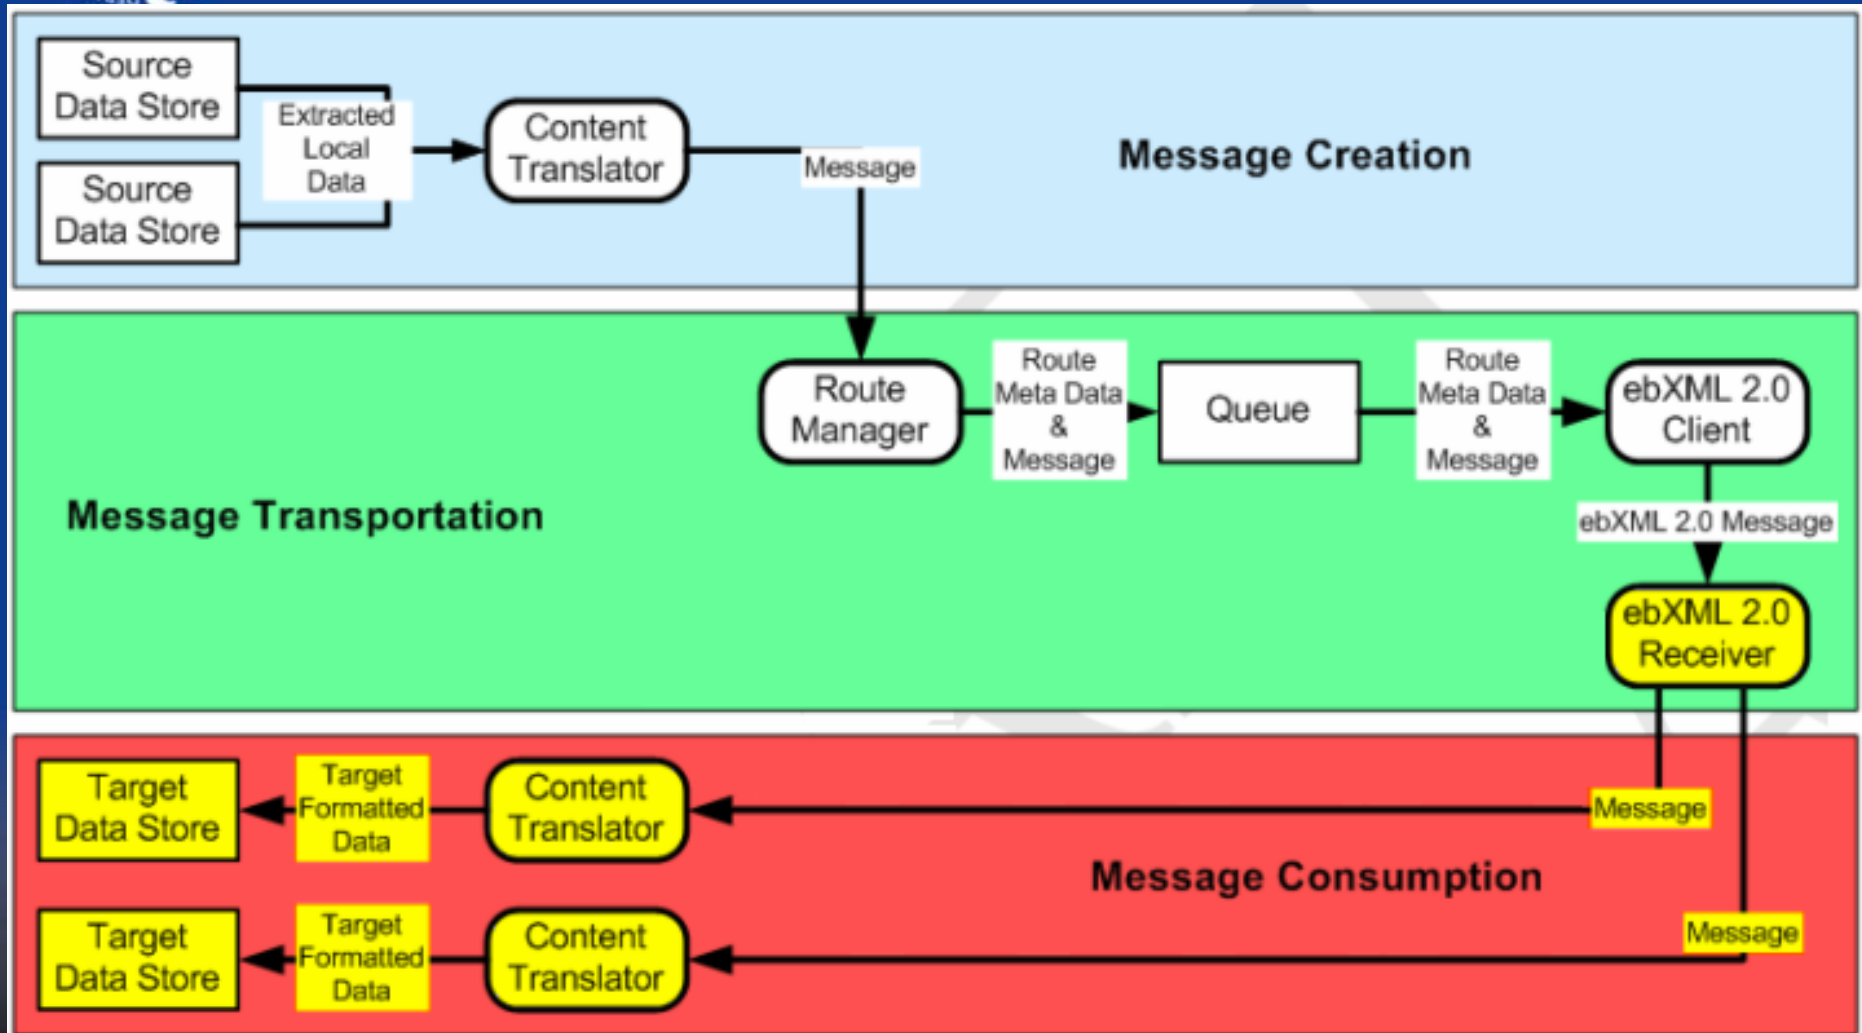 Source
Data Store
Extracted
Local
Data
Source
Data Store
Content
Translator
Message
Message Creation
Route
Manager
Route
Meta Data
&
Message
Queue
Route
Meta Data
&
Message
ebXML 2.0
Client
Message Transportation
ebXML 2.0 Message
ebXML 2.0
Receiver
Target
Data Store
Target
Formatted
Data
Content
Translator
Message
Message Consumption
Target
Data Store
Target
Formatted
Data
Content
Translator
Message